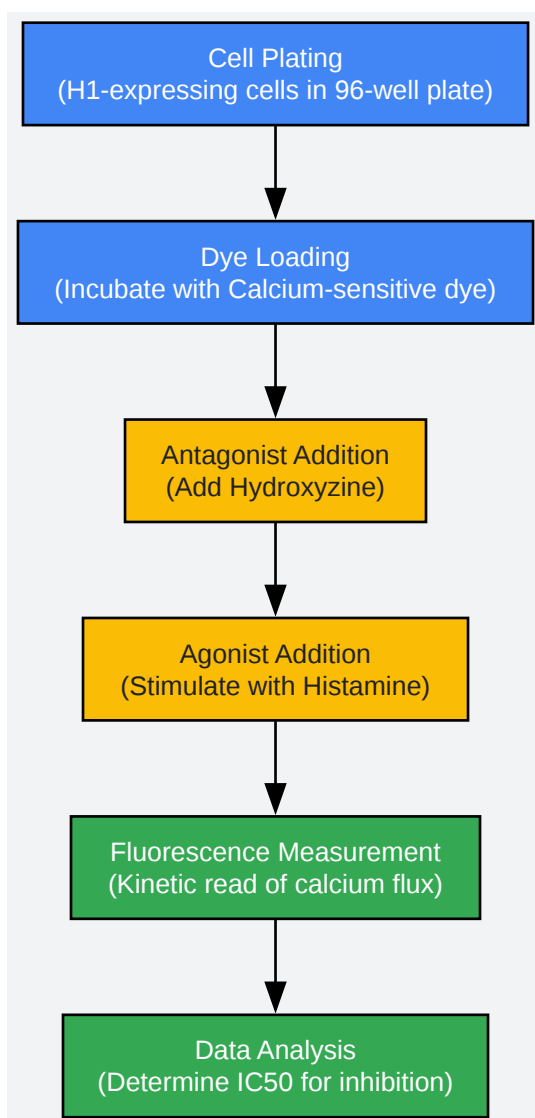 Cell Plating
(H1-expressing cells in 96-well plate)
Dye Loading
(Incubate with Calcium-sensitive dye)
Antagonist Addition
(Add Hydroxyzine)
Agonist Addition
(Stimulate with Histamine)
Fluorescence Measurement
(Kinetic read of calcium flux)
Data Analysis
(Determine IC50 for inhibition)